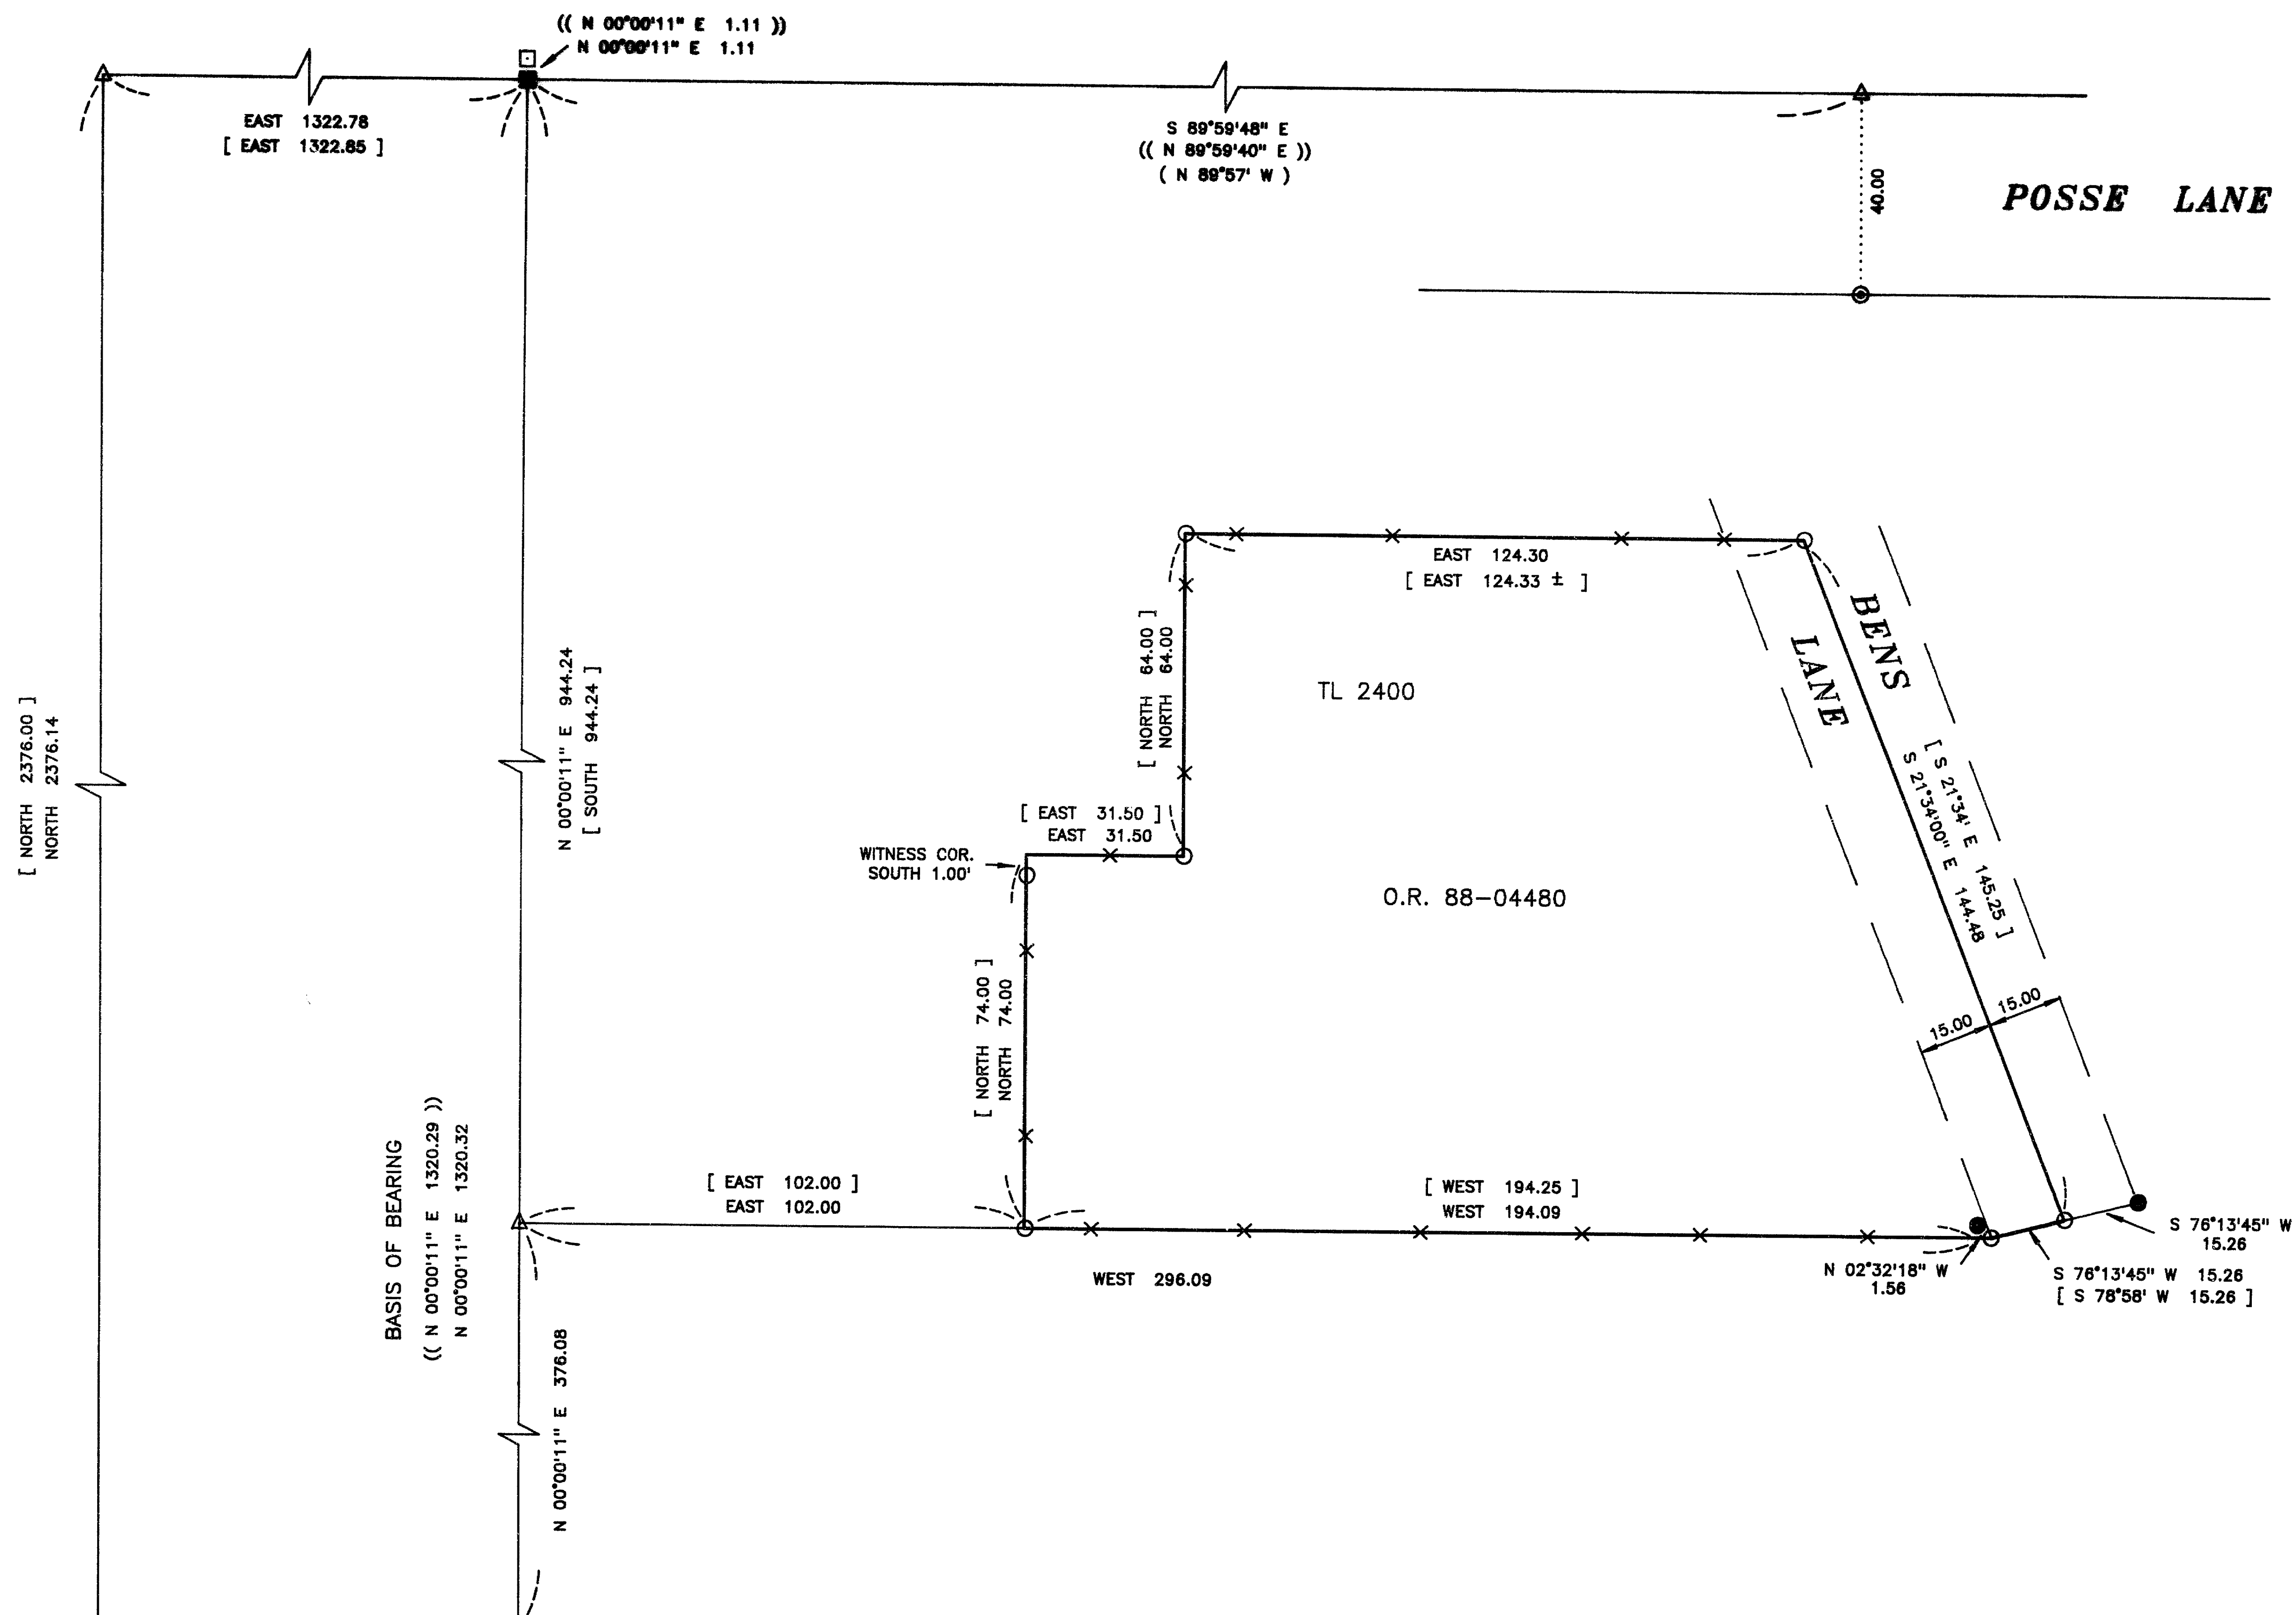 (( N 00°00'11" E 1.11 ))
N 00°00'11" E 1.11
EAST 1322.78
[ EAST 1322.85 ]
S 89°59'48" E
(( N 89°59'40" E ))
( N 89°57' W )
40.00
POSSE LANE
EAST 124.30
[ EAST 124.33 ± ]
[ NORTH 64.00 ]
NORTH 64.00
TL 2400
BENS
LANE
[ NORTH 2376.00 ]
NORTH 2376.14
N 00°00'11" E 944.24
[ SOUTH 944.24 ]
[ S 21°34' E 145.25 ]
S 21°34'00" E 144.48
[ EAST 31.50 ]
EAST 31.50
WITNESS COR.
SOUTH 1.00'
O.R. 88-04480
[ NORTH 74.00 ]
NORTH 74.00
15.00
15.00
BASIS OF BEARING
(( N 00°00'11" E 1320.29 ))
N 00°00'11" E 1320.32
[ EAST 102.00 ]
EAST 102.00
[ WEST 194.25 ]
WEST 194.09
WEST 296.09
S 76°13'45" W
15.26
N 02°32'18" W
1.56
S 76°13'45" W 15.26
[ S 78°58' W 15.26 ]
N 00°00'11" E 376.08